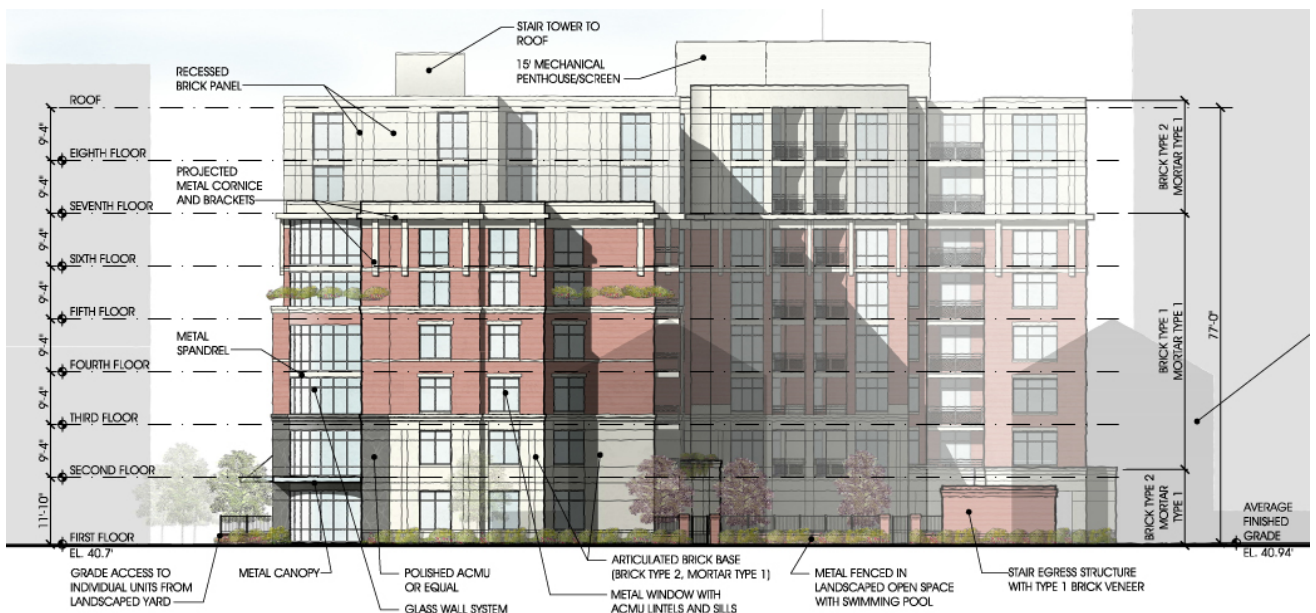 STAIR TOWER TO
ROOF
RECESSED
BRICK PANEL
15' MECHANICAL
PENTHOUSE/SCREEN
ROOF
9'-4"
EIGHTH FLOOR
9'-4"
PROJECTED
METAL CORNICE
AND BRACKETS
SEVENTH FLOOR
9'-4"
SIXTH FLOOR
9'-4"
FIFTH FLOOR
9'-4"
METAL
SPANDREL
FOURTH FLOOR
9'-4"
THIRD FLOOR
9'-4"
SECOND FLOOR
11'-10"
FIRST FLOOR
EL. 40.7'
BRICK TYPE 2
MORTAR TYPE 1
BRICK TYPE 1
MORTAR TYPE 1
77'-0"
BRICK TYPE 2
MORTAR
TYPE 1
AVERAGE
FINISHED
GRADE
EL. 40.94'
GRADE ACCESS TO
INDIVIDUAL UNITS FROM
LANDSCAPED YARD
METAL CANOPY
POLISHED ACMU
OR EQUAL
GLASS WALL SYSTEM
ARTICULATED BRICK BASE
(BRICK TYPE 2, MORTAR TYPE 1)
METAL WINDOW WITH
ACMU LINTELS AND SILLS
METAL FENCED IN
LANDSCAPED OPEN SPACE
WITH SWIMMING POOL
STAIR EGRESS STRUCTURE
WITH TYPE 1 BRICK VENEER